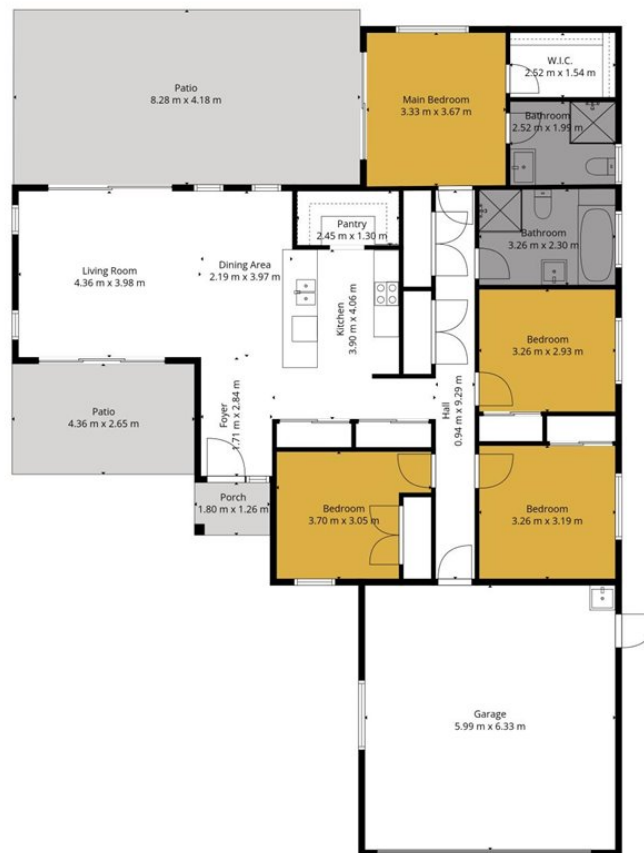 Patio
8.28 m x 4.18 m
Main Bedroom
3.33 m x 3.67 m
W.I.C.
2.52 m x 1.54 m
Bathroom
2.52 m x 1.99 m
Living Room
4.36 m x 3.98 m
Dining Area
2.19 m x 3.97 m
Pantry
2.45 m x 1.30 m
Kitchen
3.90 m x 4.06 m
Bathroom
3.26 m x 2.30 m
Bedroom
3.26 m x 2.93 m
Patio
4.36 m x 2.65 m
Foyer
1.71 m x 2.84 m
Hall
0.94 m x 9.29 m
Porch
1.80 m x 1.26 m
Bedroom
3.70 m x 3.05 m
Bedroom
3.26 m x 3.19 m
Garage
5.99 m x 6.33 m